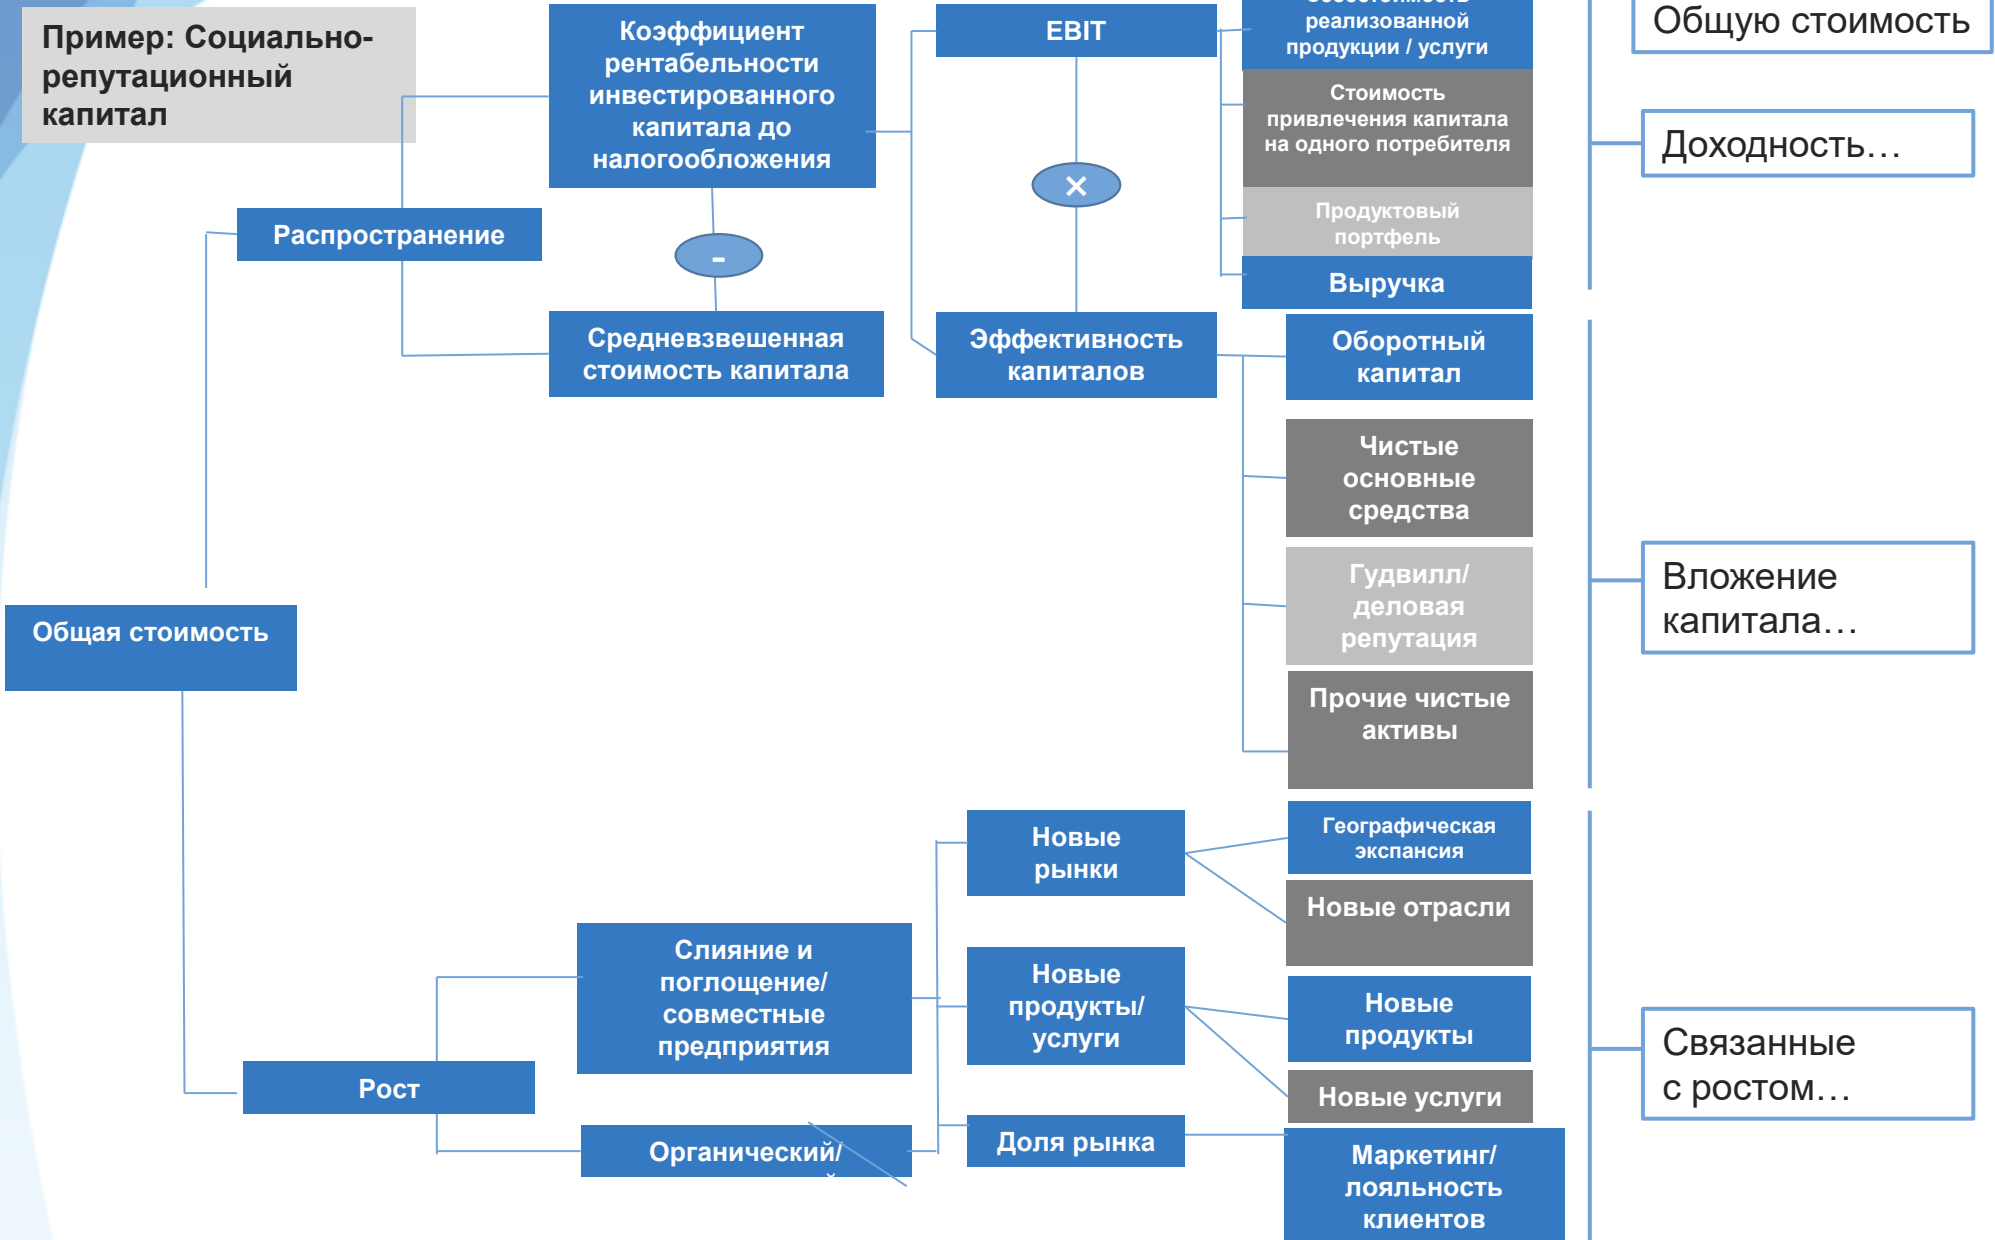 Пример: Социально-
репутационный
капитал
Коэффициент
рентабельности
инвестированного
капитала до
налогообложения
EBIT
реализованной
продукции / услуги
Общую стоимость
Стоимость
привлечения капитала
на одного потребителя
Доходность…
×
Продуктовый
портфель
Распространение
-
Выручка
Средневзвешенная
стоимость капитала
Эффективность
капиталов
Оборотный
капитал
Чистые
основные
средства
Гудвилл/
деловая
репутация
Вложение
капитала…
Общая стоимость
Прочие чистые
активы
Новые
рынки
Географическая
экспансия
Новые отрасли
Слияние и
поглощение/
совместные
предприятия
Новые
продукты/
услуги
Новые
продукты
Связанные
с ростом…
Рост
Новые услуги
Органический/
Доля рынка
Маркетинг/
лояльность
клиентов